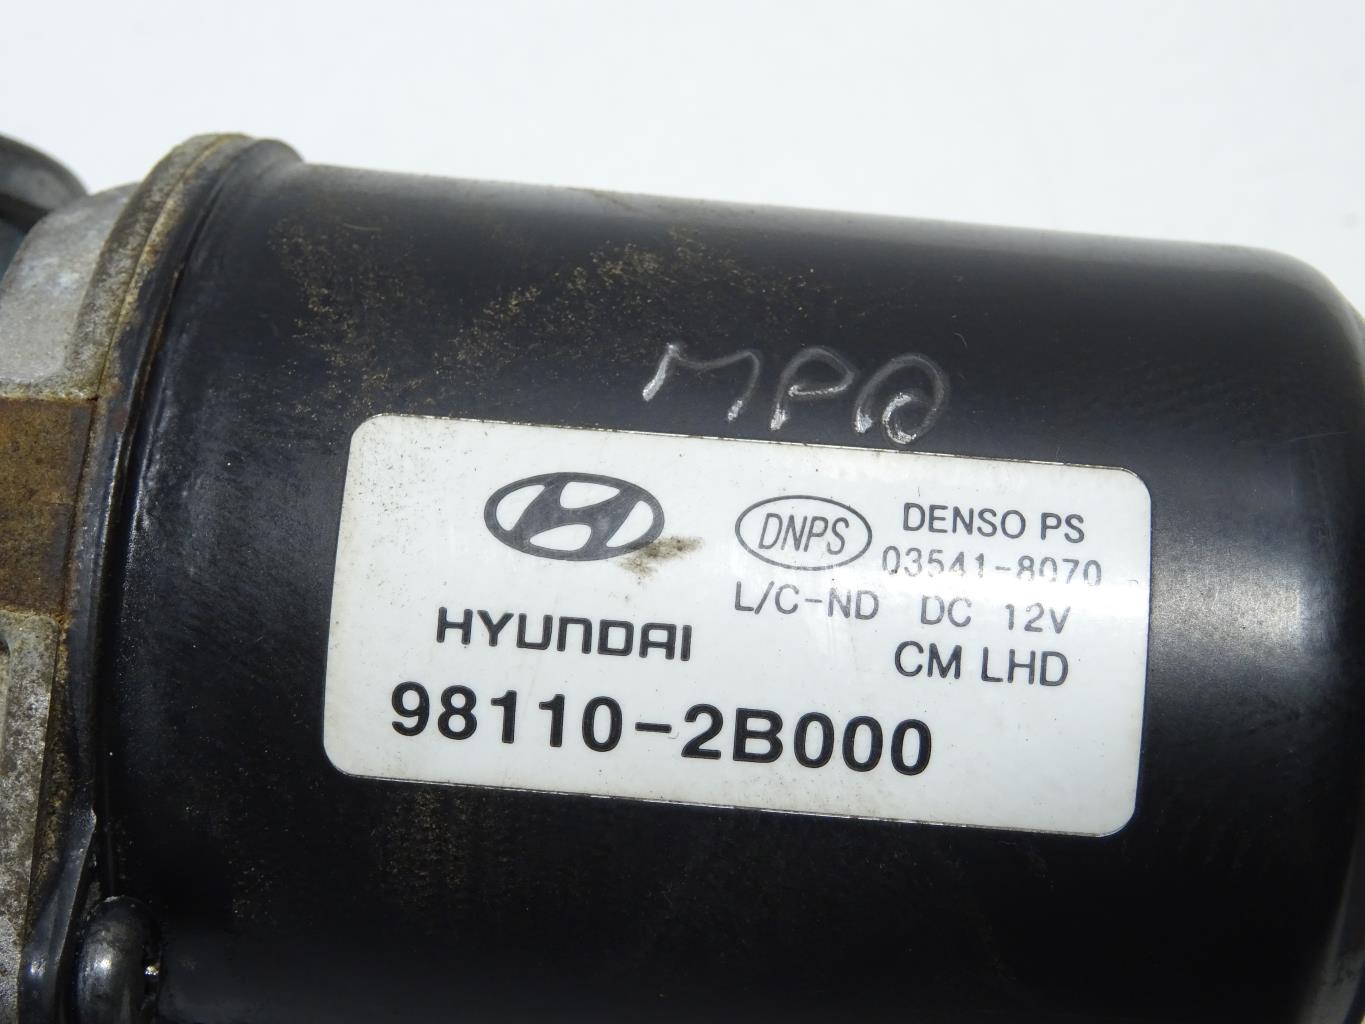 MPQ
DNPS DENSO PS
03541-8070
L/C-ND DC 12V
HYUNDAI CM LHD
98110-2B000